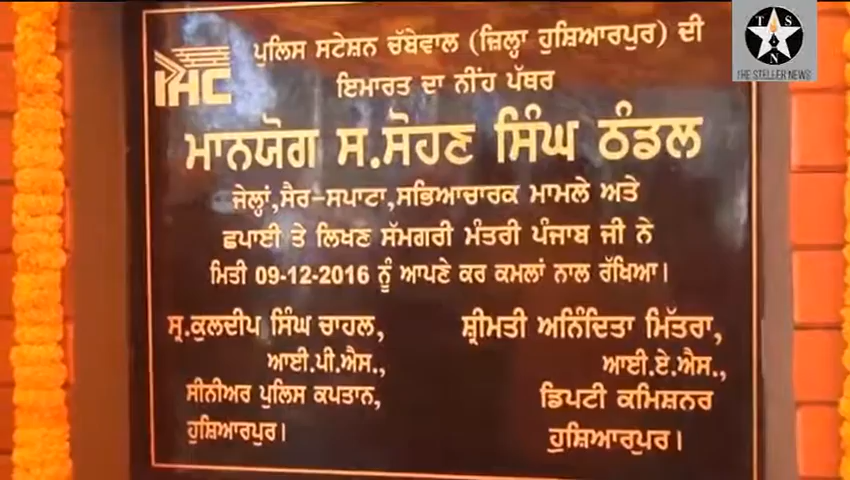 THE STELLER NEWS
IHC
ਪੁਲਿਸ ਸਟੇਸ਼ਨ ਚੱਬੇਵਾਲ (ਜ਼ਿਲ੍ਹਾ ਹੁਸ਼ਿਆਰਪੁਰ) ਦੀ
ਇਮਾਰਤ ਦਾ ਨੀਂਹ ਪੱਥਰ
ਮਾਨਯੋਗ ਸ.ਸੋਹਣ ਸਿੰਘ ਠੰਡਲ
ਜੇਲ੍ਹਾਂ,ਸੈਰ-ਸਪਾਟਾ,ਸਭਿਆਚਾਰਕ ਮਾਮਲੇ ਅਤੇ
ਛਪਾਈ ਤੇ ਲਿਖਣ ਸੱਮਗਰੀ ਮੰਤਰੀ ਪੰਜਾਬ ਜੀ ਨੇ
ਮਿਤੀ 09-12-2016 ਨੂੰ ਆਪਣੇ ਕਰ ਕਮਲਾਂ ਨਾਲ ਰੱਖਿਆ।
ਸ੍ਰ.ਕੁਲਦੀਪ ਸਿੰਘ ਚਾਹਲ,
ਆਈ.ਪੀ.ਐਸ.,
ਸੀਨੀਅਰ ਪੁਲਿਸ ਕਪਤਾਨ,
ਹੁਸ਼ਿਆਰਪੁਰ।
ਸ਼੍ਰੀਮਤੀ ਅਨਿੰਦਿਤਾ ਮਿੱਤਰਾ,
ਆਈ.ਏ.ਐਸ.,
ਡਿਪਟੀ ਕਮਿਸ਼ਨਰ
ਹੁਸ਼ਿਆਰਪੁਰ।